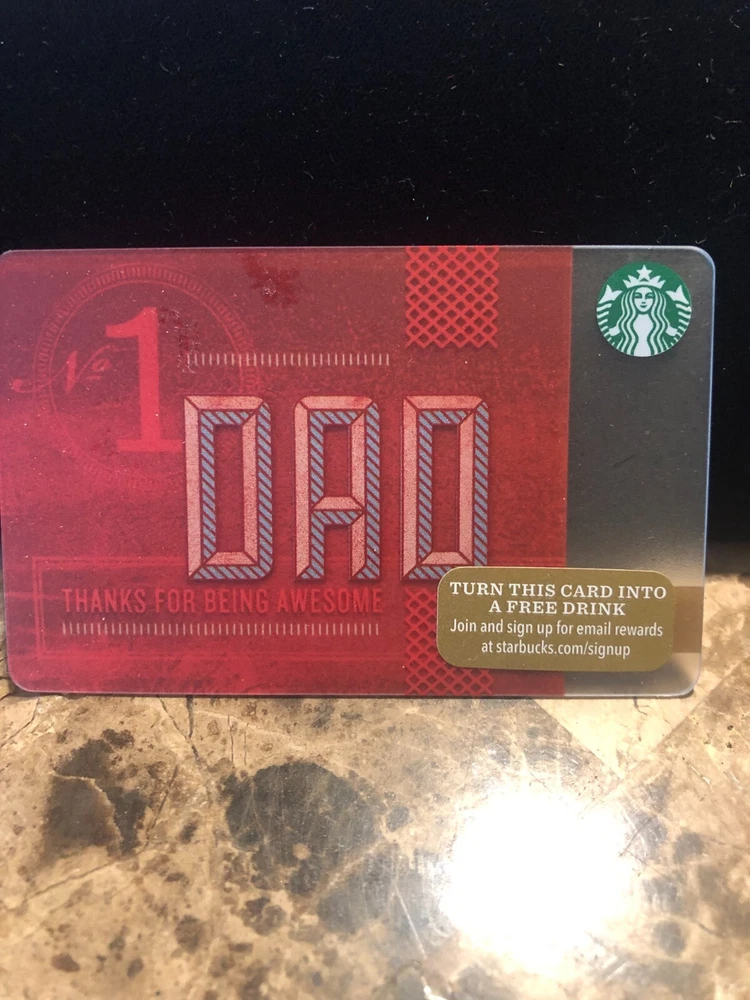 No 1
DAD
THANKS FOR BEING AWESOME
TURN THIS CARD INTO
A FREE DRINK
Join and sign up for email rewards
at starbucks.com/signup